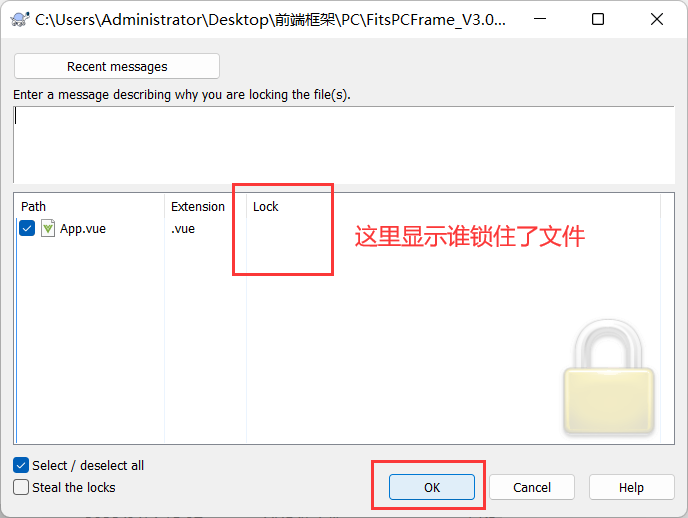 C:\Users\Administrator\Desktop\前端框架\PC\FitsPCFrame_V3.0...
Recent messages
Enter a message describing why you are locking the file(s).
Path Extension Lock
App.vue .vue
这里显示谁锁住了文件
Select / deselect all
Steal the locks
OK Cancel Help